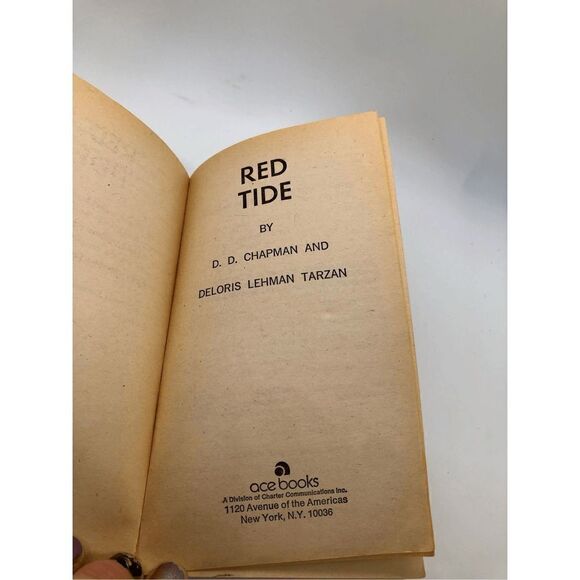 RED
TIDE
BY
D. D. CHAPMAN AND
DELORIS LEHMAN TARZAN
ace books
A Division of Charter Communications Inc.
1120 Avenue of the Americas
New York, N.Y. 10036